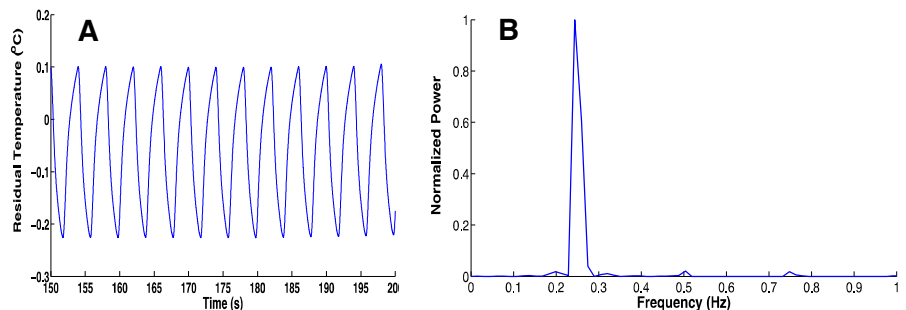 A
Residual Temperature (°C)
0.2
0.1
0
−0.1
−0.2
−0.3
150 155 160 165 170 175 180 185 190 195 200
Time (s)
B
Normalized Power
1
0.8
0.6
0.4
0.2
0
0 0.1 0.2 0.3 0.4 0.5 0.6 0.7 0.8 0.9 1
Frequency (Hz)